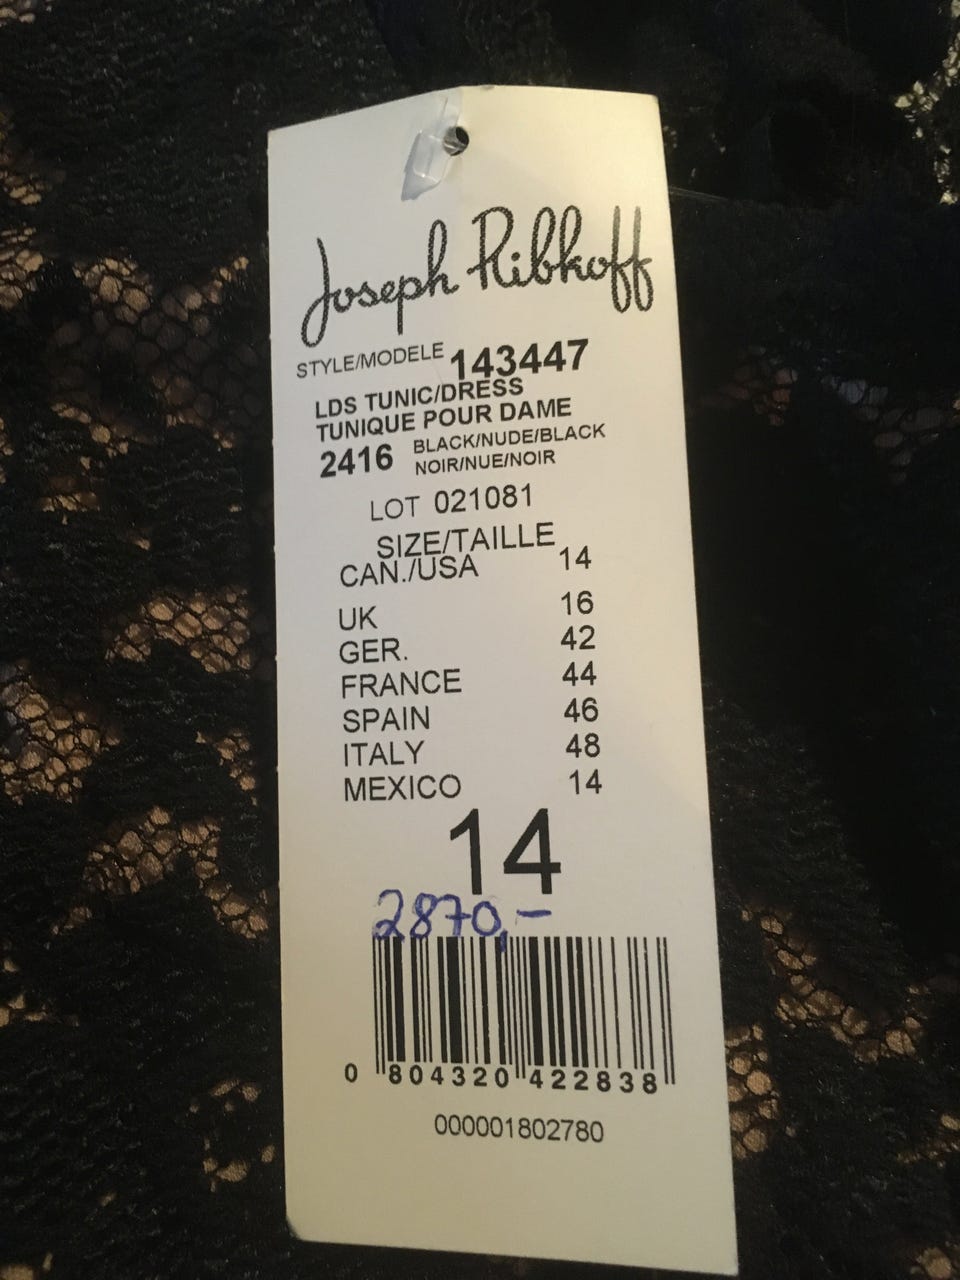 Joseph Ribkoff
STYLE/MODELE 143447
LDS TUNIC/DRESS
TUNIQUE POUR DAME
2416 BLACK/NUDE/BLACK
NOIR/NUE/NOIR
LOT 021081
SIZE/TAILLE
CAN./USA 14
UK 16
GER. 42
FRANCE 44
SPAIN 46
ITALY 48
MEXICO 14
14
2870,-
0 804320 422838
000001802780